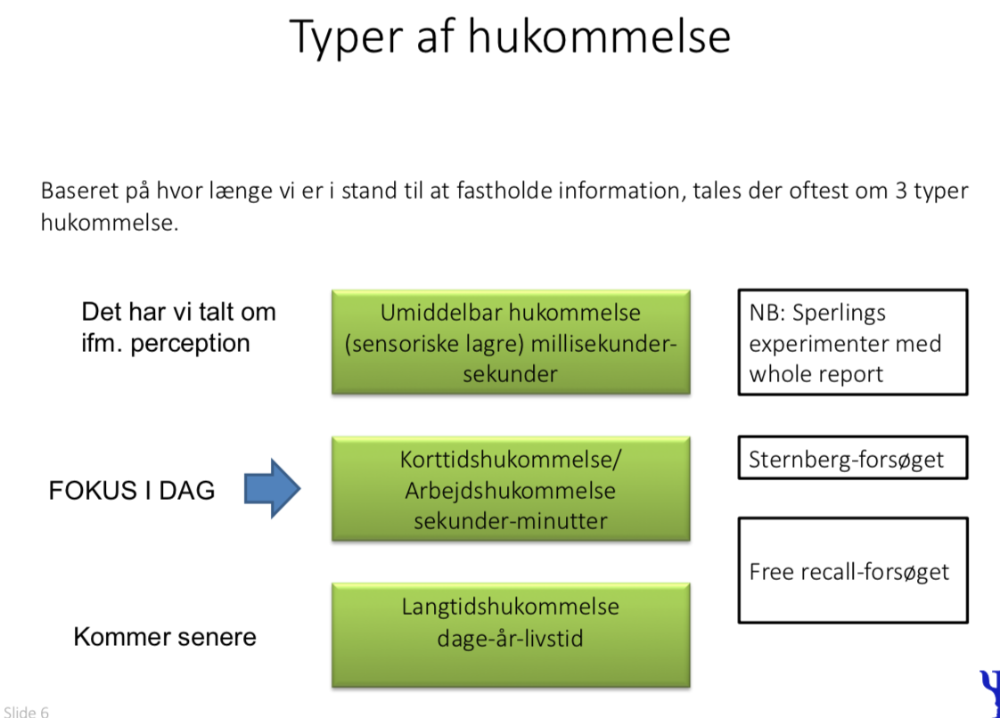 Typer af hukommelse
Baseret på hvor længe vi er i stand til at fastholde information, tales der oftest om 3 typer
hukommelse.
Det har vi talt om
ifm. perception
Umiddelbar hukommelse
(sensoriske lagre) millisekunder-
sekunder
NB: Sperlings
experimenter med
whole report
FOKUS I DAG
Korttidshukommelse/
Arbejdshukommelse
sekunder-minutter
Sternberg-forsøget
Free recall-forsøget
Kommer senere
Langtidshukommelse
dage-år-livstid
Slide 6